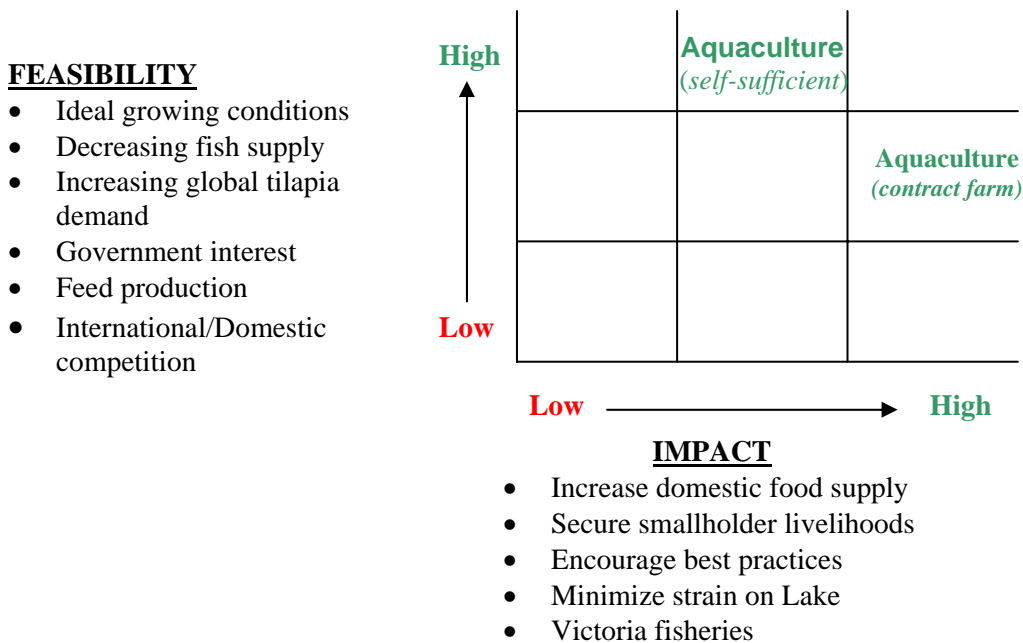 FEASIBILITY
• Ideal growing conditions
• Decreasing fish supply
• Increasing global tilapia
demand
• Government interest
• Feed production
• International/Domestic
competition
High
Low
Aquaculture
(self-sufficient)
Aquaculture
(contract farm)
Low
High
IMPACT
• Increase domestic food supply
• Secure smallholder livelihoods
• Encourage best practices
• Minimize strain on Lake
• Victoria fisheries